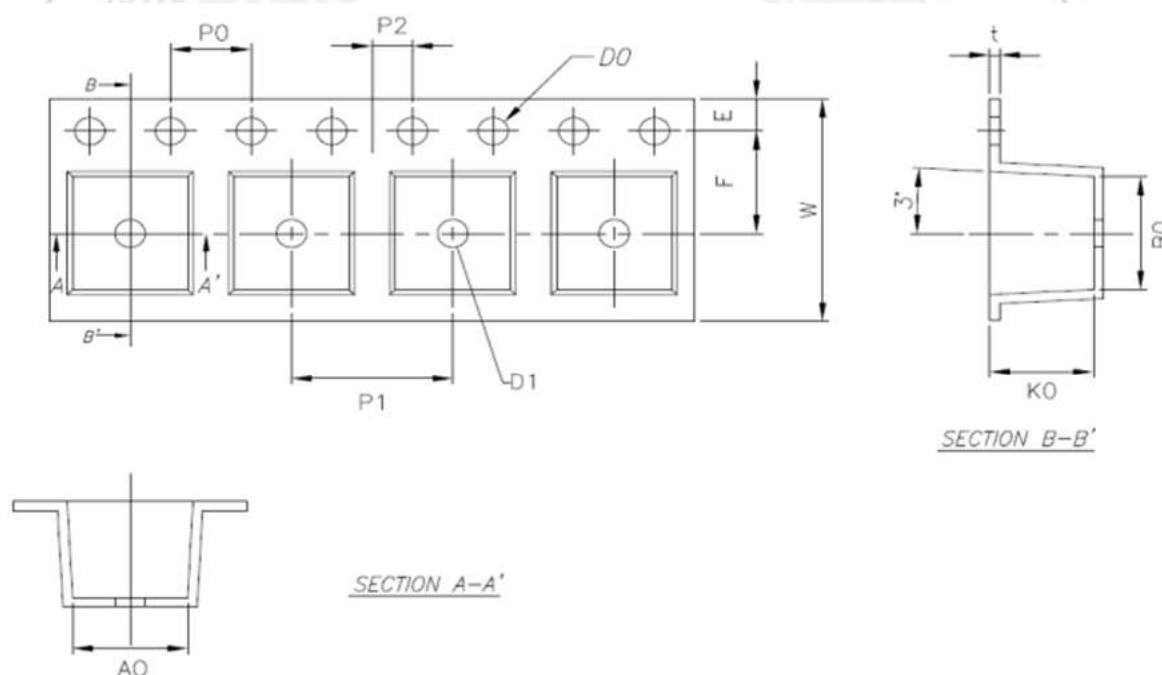 P0
P2
D0
t
B
E
F
W
3°
B0
A
A'
B'
D1
P1
K0
SECTION B-B'
SECTION A-A'
A0